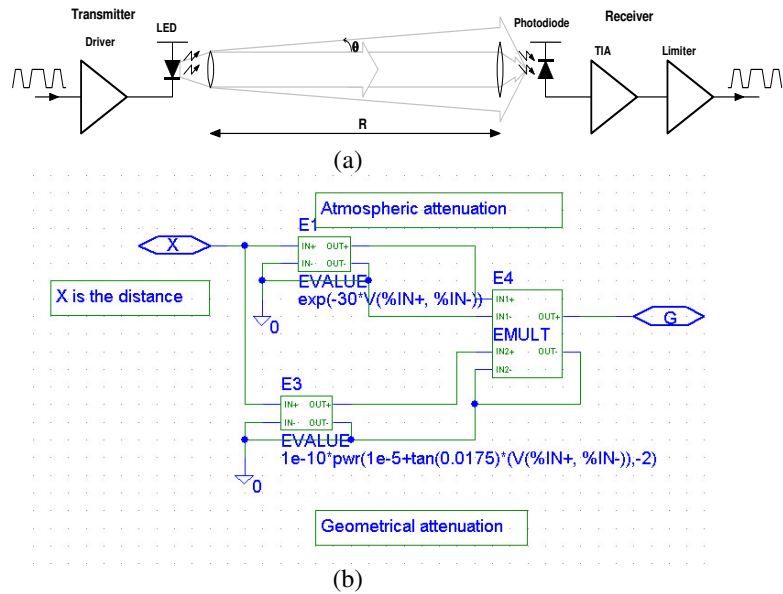 Transmitter
Receiver
Driver
LED
Photodiode
TIA
Limiter
θ
R
(a)
Atmospheric attenuation
E1
X
IN+ OUT+
IN- OUT-
EVALUE
exp(-30*V(%IN+, %IN-))
0
X is the distance
E4
IN1+
IN1- OUT+
EMULT
IN2+ OUT-
IN2-
G
E3
IN+ OUT+
IN- OUT-
EVALUE
1e-10*pwr(1e-5+tan(0.0175)*(V(%IN+, %IN-)),-2)
0
Geometrical attenuation
(b)